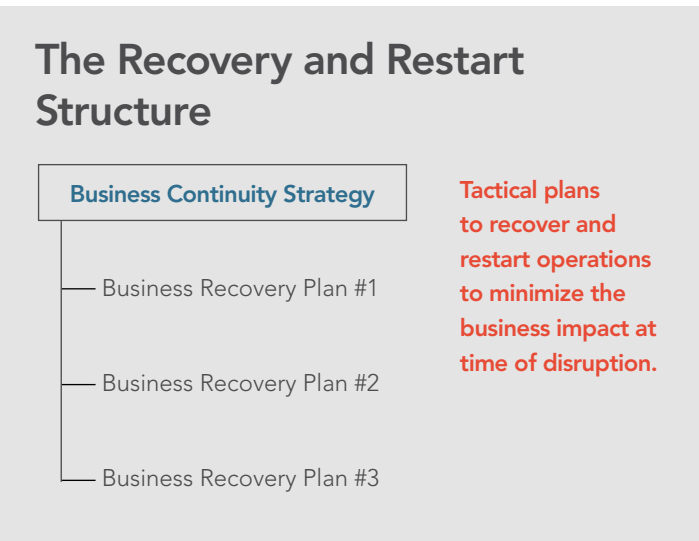 The Recovery and Restart
Structure
Business Continuity Strategy
Business Recovery Plan #1
Business Recovery Plan #2
Business Recovery Plan #3
Tactical plans
to recover and
restart operations
to minimize the
business impact at
time of disruption.